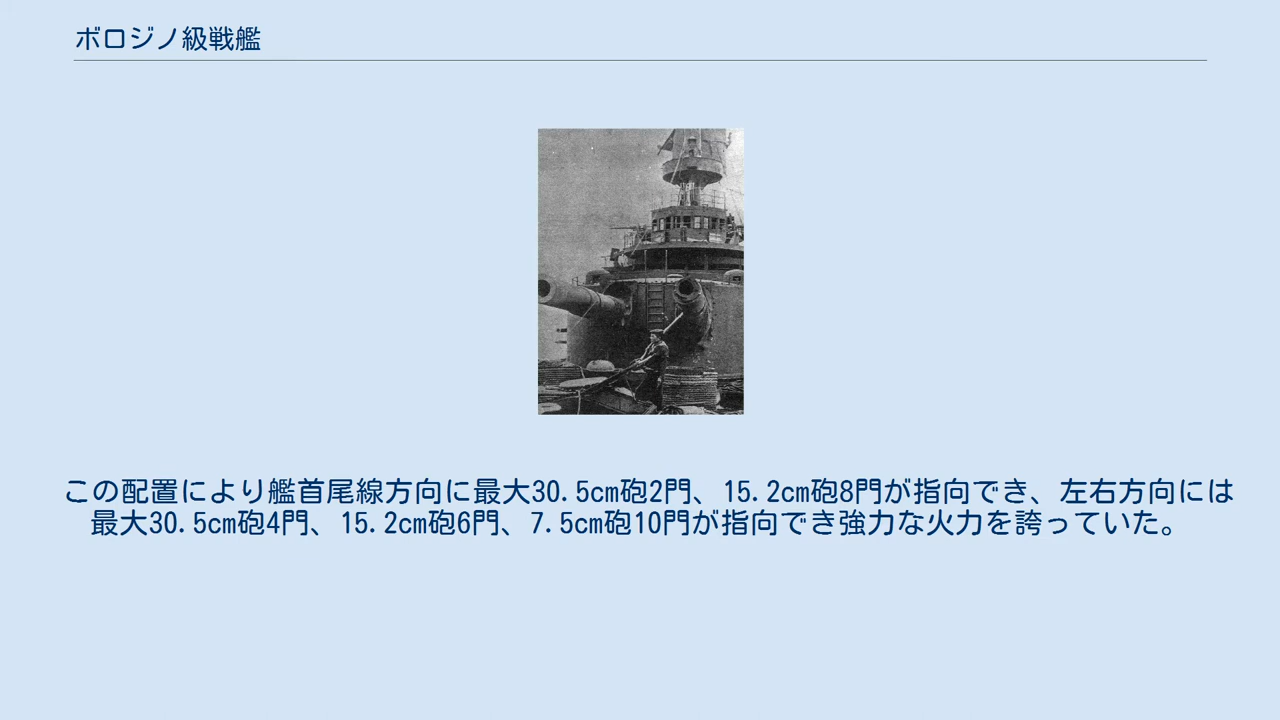 ボロジノ級戦艦
この配置により艦首尾線方向に最大30.5cm砲2門、15.2cm砲8門が指向でき、左右方向には
最大30.5cm砲4門、15.2cm砲6門、7.5cm砲10門が指向でき強力な火力を誇っていた。